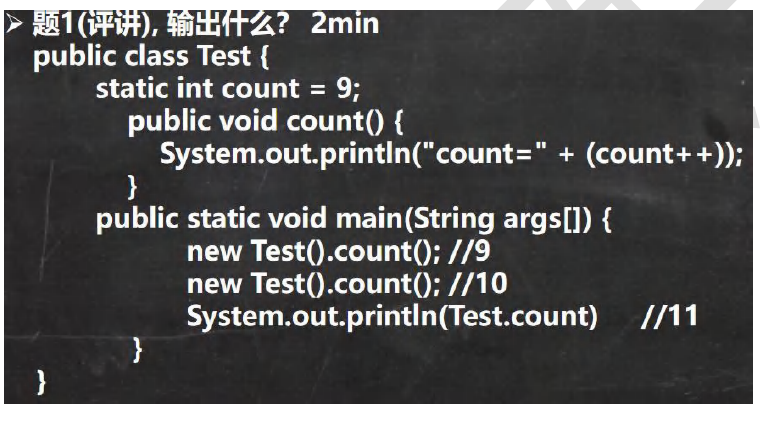 ➢ 题1(评讲), 输出什么? 2min
public class Test {
static int count = 9;
public void count() {
System.out.println("count=" + (count++));
}
public static void main(String args[]) {
new Test().count(); //9
new Test().count(); //10
System.out.println(Test.count) //11
}
}